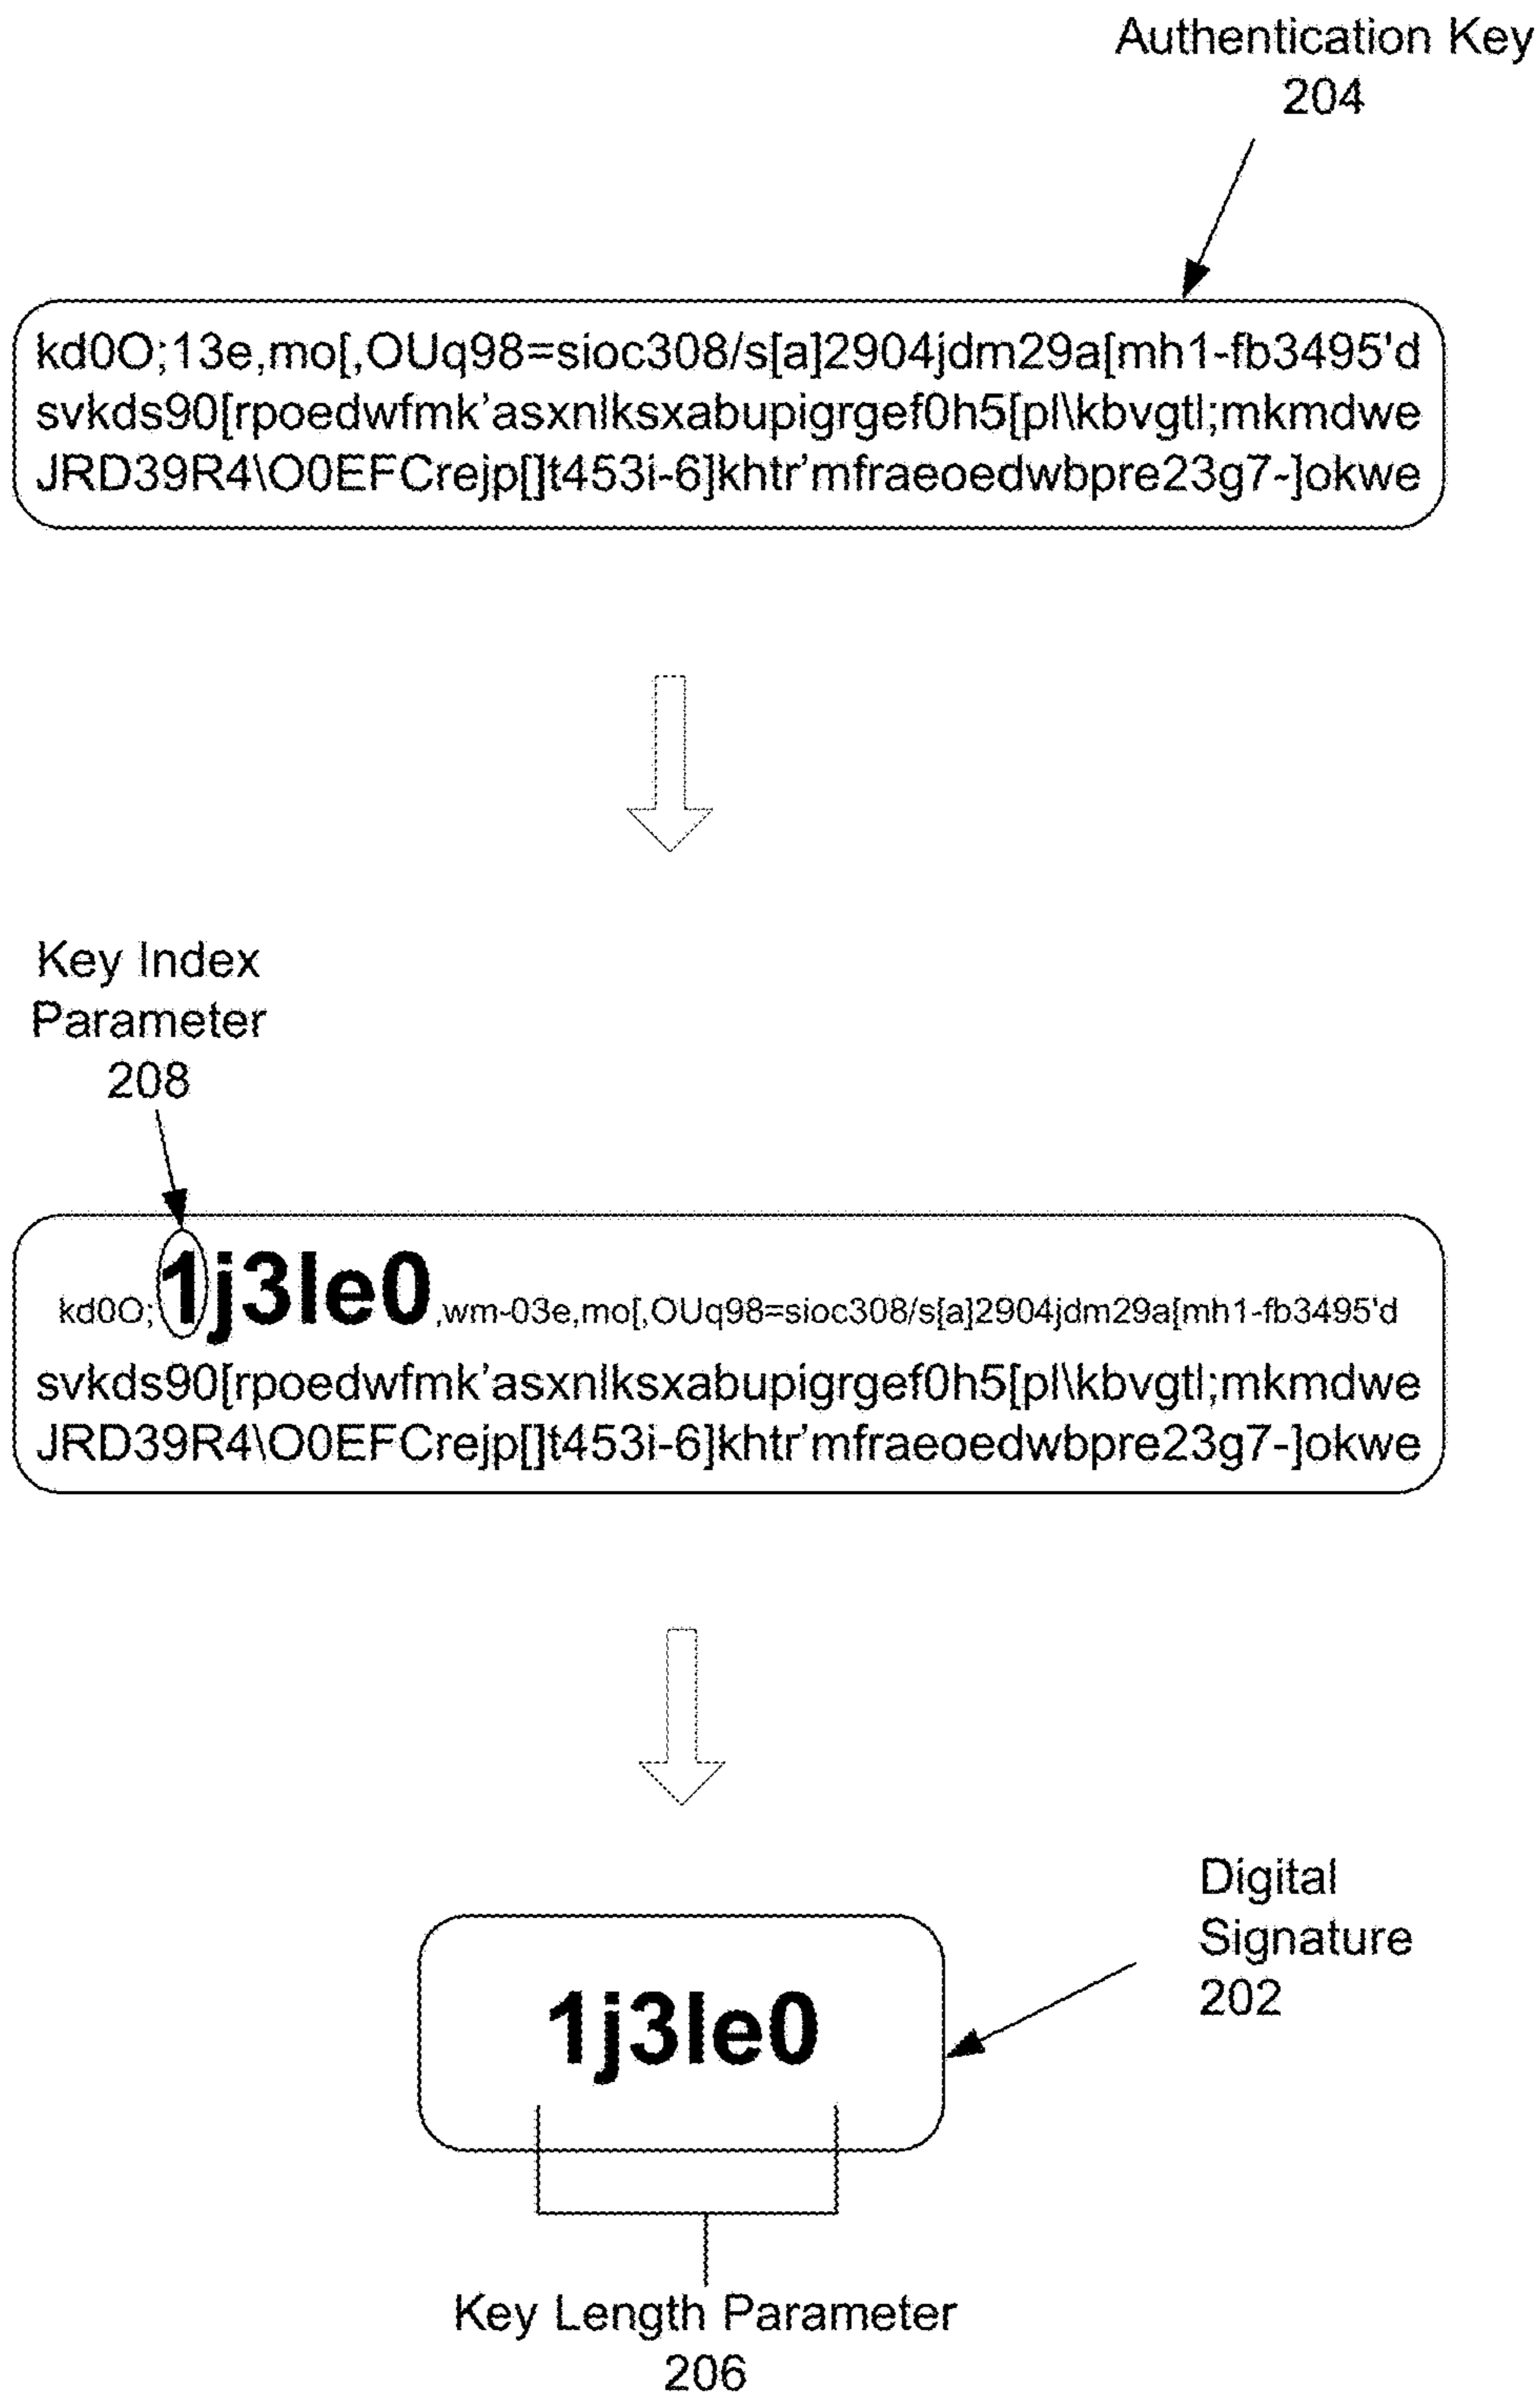 Authentication Key
204
kd0O;13e,mo[,OUq98=sioc308/s[a]2904jdm29a[mh1-fb3495'd
svkds90[rpoedwfmk’asxnlksxabupigrgef0h5[pl\kbvgtl;mkmdwe
JRD39R4\O0EFCrejp[]t453i-6]khtr’mfraeoedwbpre23g7-]okwe
Key Index
Parameter
208
kd0O;1j3le0,wm-03e,mo[,OUq98=sioc308/s[a]2904jdm29a[mh1-fb3495'd
svkds90[rpoedwfmk’asxnlksxabupigrgef0h5[pl\kbvgtl;mkmdwe
JRD39R4\O0EFCrejp[]t453i-6]khtr’mfraeoedwbpre23g7-]okwe
Digital
Signature
202
1j3le0
Key Length Parameter
206